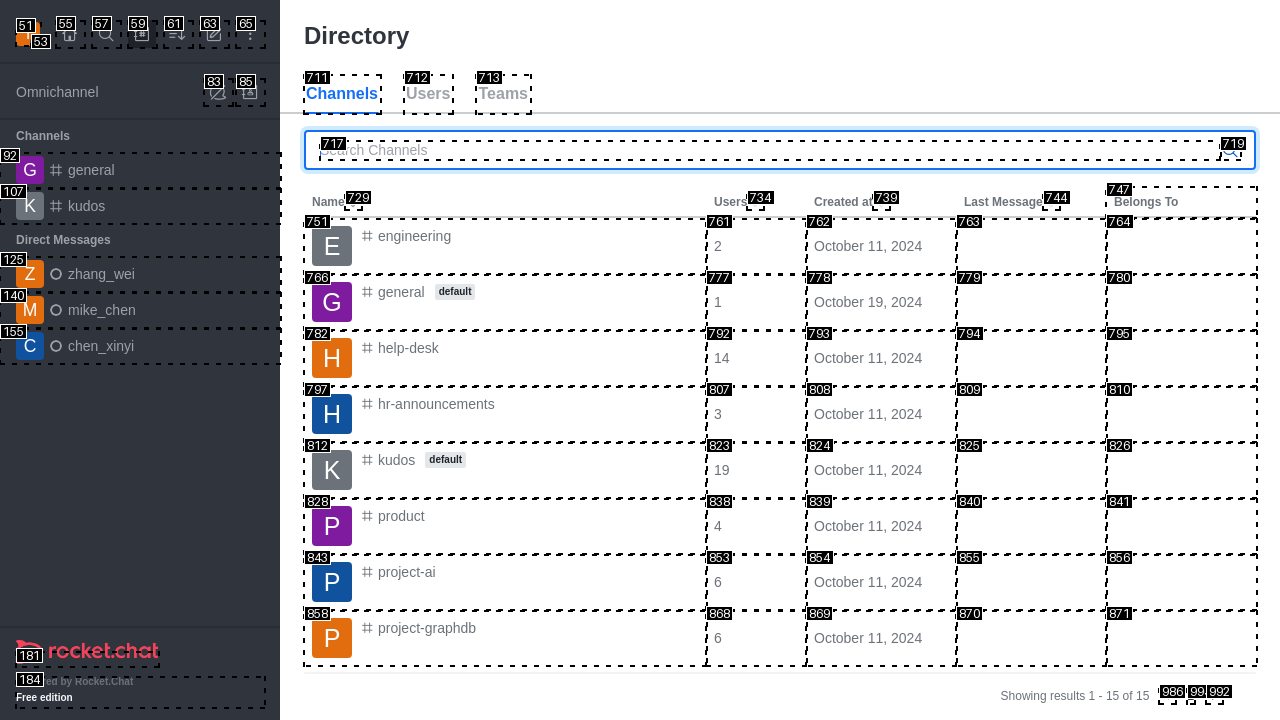 51
53
55
57
59
61
63
65
Omnichannel
83
85
Channels
92
G
general
107
K
kudos
Direct Messages
125
Z
zhang_wei
140
M
mike_chen
155
C
chen_xinyi
181
rocket.chat
184
ed by Rocket.Chat
Free edition
Directory
711
Channels
712
Users
713
Teams
717
Search Channels
719
Name 729
Users 734
Created at 739
Last Message 744
747
Belongs To
751 761 762 763 764
E engineering 2 October 11, 2024
766 777 778 779 780
G general default 1 October 19, 2024
782 792 793 794 795
H help-desk 14 October 11, 2024
797 807 808 809 810
H hr-announcements 3 October 11, 2024
812 823 824 825 826
K kudos default 19 October 11, 2024
828 838 839 840 841
P product 4 October 11, 2024
843 853 854 855 856
P project-ai 6 October 11, 2024
858 868 869 870 871
P project-graphdb 6 October 11, 2024
Showing results 1 - 15 of 15
986
99
992